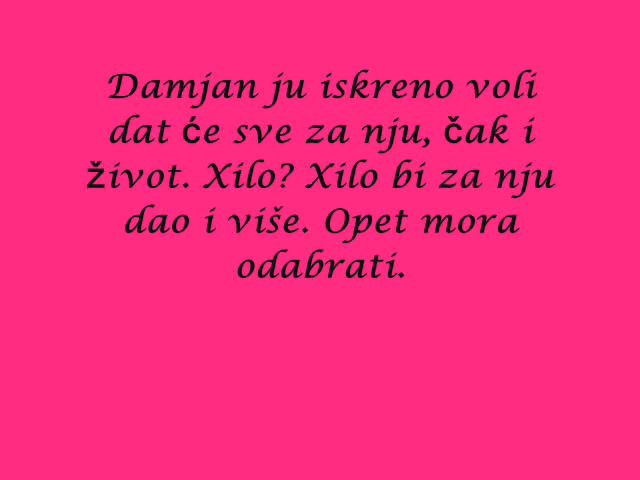 Damjan ju iskreno voli
dat će sve za nju, čak i
život. Xilo? Xilo bi za nju
dao i više. Opet mora
odabrati.